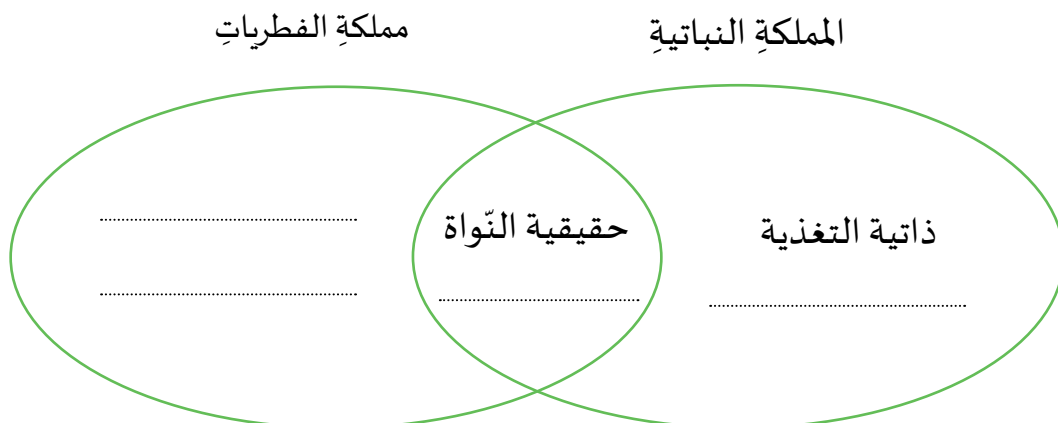 المملكةِ النباتيةِ
مملكةِ الفطرياتِ
ذاتية التغذية
حقيقية النّواة